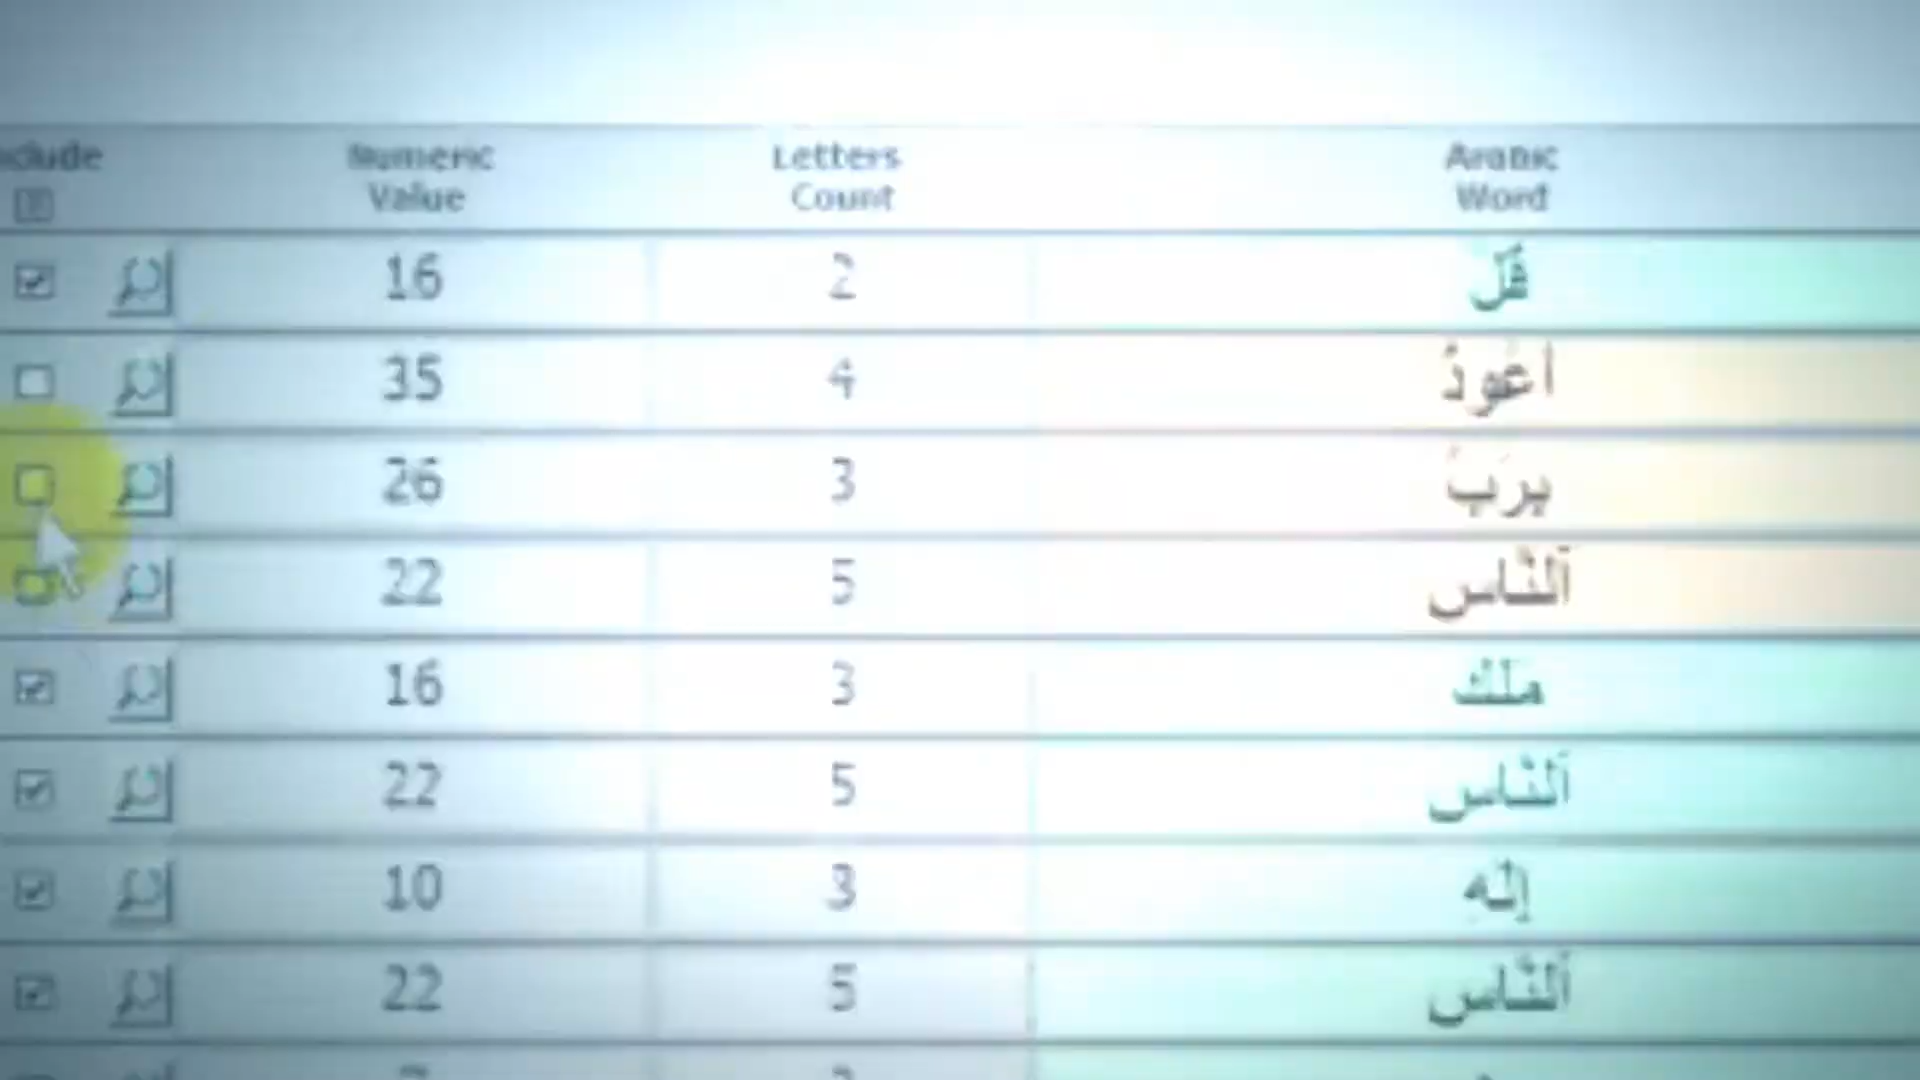 Numeric Value Letters Count Arabic Word
16 2 قُلْ
35 4 أَعُوذُ
26 3 بِرَبِّ
22 5 ٱلنَّاسِ
16 3 مَلِكِ
22 5 ٱلنَّاسِ
10 3 إِلَٰهِ
22 5 ٱلنَّاسِ